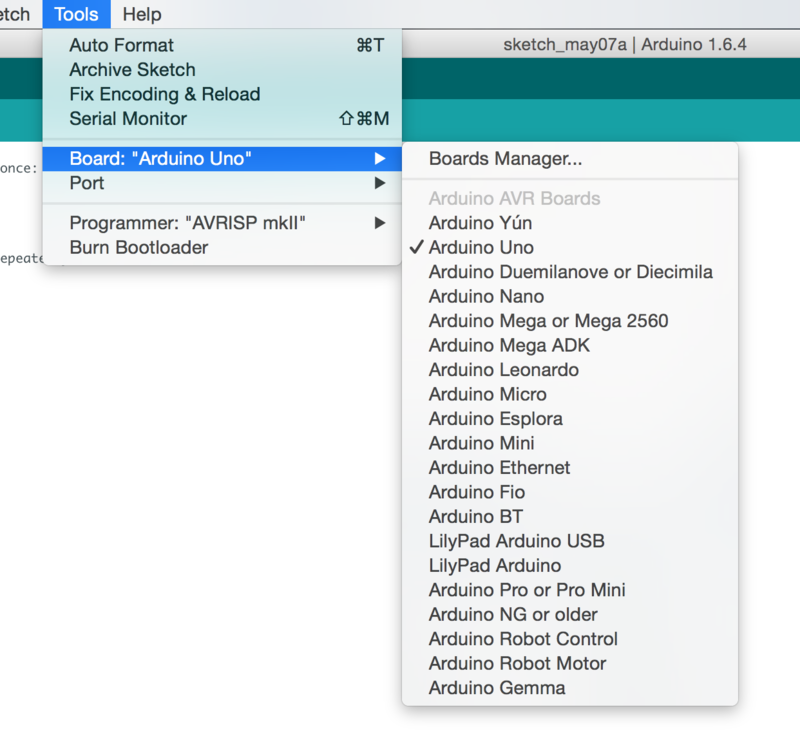 etch Tools Help
sketch_may07a | Arduino 1.6.4
Auto Format ⌘T
Archive Sketch
Fix Encoding & Reload
Serial Monitor ⇧⌘M
once:
Board: "Arduino Uno" ▶
Port ▶
Programmer: "AVRISP mkII" ▶
Burn Bootloader
epeate
Boards Manager...
Arduino AVR Boards
Arduino Yún
✓ Arduino Uno
Arduino Duemilanove or Diecimila
Arduino Nano
Arduino Mega or Mega 2560
Arduino Mega ADK
Arduino Leonardo
Arduino Micro
Arduino Esplora
Arduino Mini
Arduino Ethernet
Arduino Fio
Arduino BT
LilyPad Arduino USB
LilyPad Arduino
Arduino Pro or Pro Mini
Arduino NG or older
Arduino Robot Control
Arduino Robot Motor
Arduino Gemma